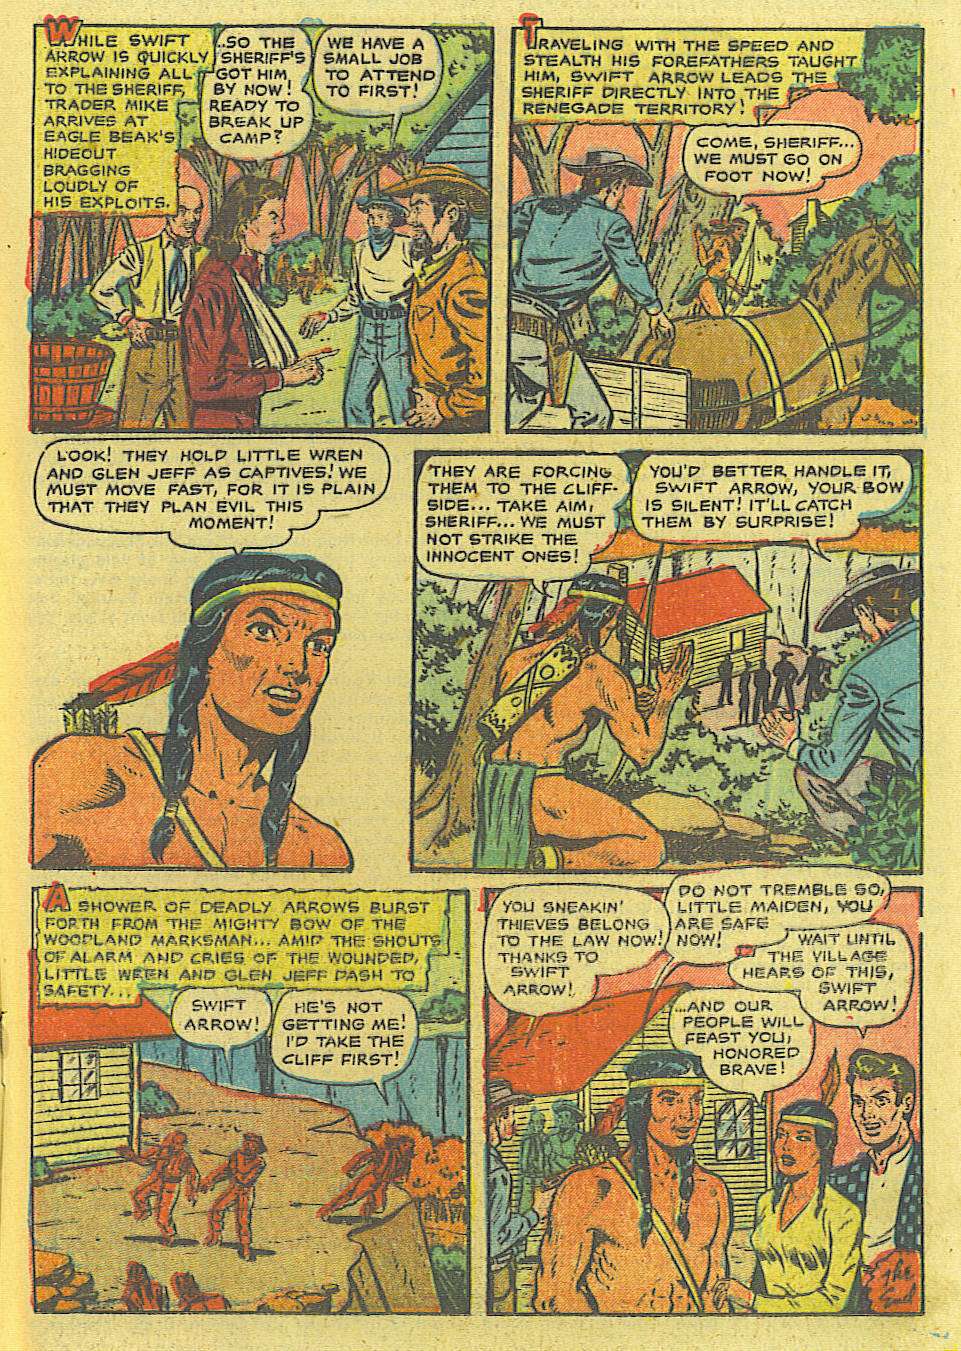 WHILE SWIFT
ARROW IS QUICKLY
EXPLAINING ALL
TO THE SHERIFF,
TRADER MIKE
ARRIVES AT
EAGLE BEAK'S
HIDEOUT
BRAGGING
LOUDLY OF
HIS EXPLOITS.
...SO THE
SHERIFF'S
GOT HIM
BY NOW!
READY TO
BREAK UP
CAMP?
WE HAVE A
SMALL JOB
TO ATTEND
TO FIRST!
TRAVELING WITH THE SPEED AND
STEALTH HIS FOREFATHERS TAUGHT
HIM, SWIFT ARROW LEADS THE
SHERIFF DIRECTLY INTO THE
RENEGADE TERRITORY!
COME, SHERIFF...
WE MUST GO ON
FOOT NOW!
LOOK! THEY HOLD LITTLE WREN
AND GLEN JEFF AS CAPTIVES! WE
MUST MOVE FAST, FOR IT IS PLAIN
THAT THEY PLAN EVIL THIS
MOMENT!
THEY ARE FORCING
THEM TO THE CLIFF-
SIDE... TAKE AIM,
SHERIFF... WE MUST
NOT STRIKE THE
INNOCENT ONES!
YOU'D BETTER HANDLE IT,
SWIFT ARROW, YOUR BOW
IS SILENT! IT'LL CATCH
THEM BY SURPRISE!
A SHOWER OF DEADLY ARROWS BURST
FORTH FROM THE MIGHTY BOW OF THE
WOODLAND MARKSMAN... AMID THE SHOUTS
OF ALARM AND CRIES OF THE WOUNDED,
LITTLE WREN AND GLEN JEFF DASH TO
SAFETY...
SWIFT
ARROW!
HE'S NOT
GETTING ME!
I'D TAKE THE
CLIFF FIRST!
YOU SNEAKIN'
THIEVES BELONG
TO THE LAW NOW!
THANKS TO
SWIFT
ARROW!
DO NOT TREMBLE SO,
LITTLE MAIDEN, YOU
ARE SAFE
NOW!
WAIT UNTIL
THE VILLAGE
HEARS OF THIS,
SWIFT
ARROW!
...AND OUR
PEOPLE WILL
FEAST YOU,
HONORED
BRAVE!